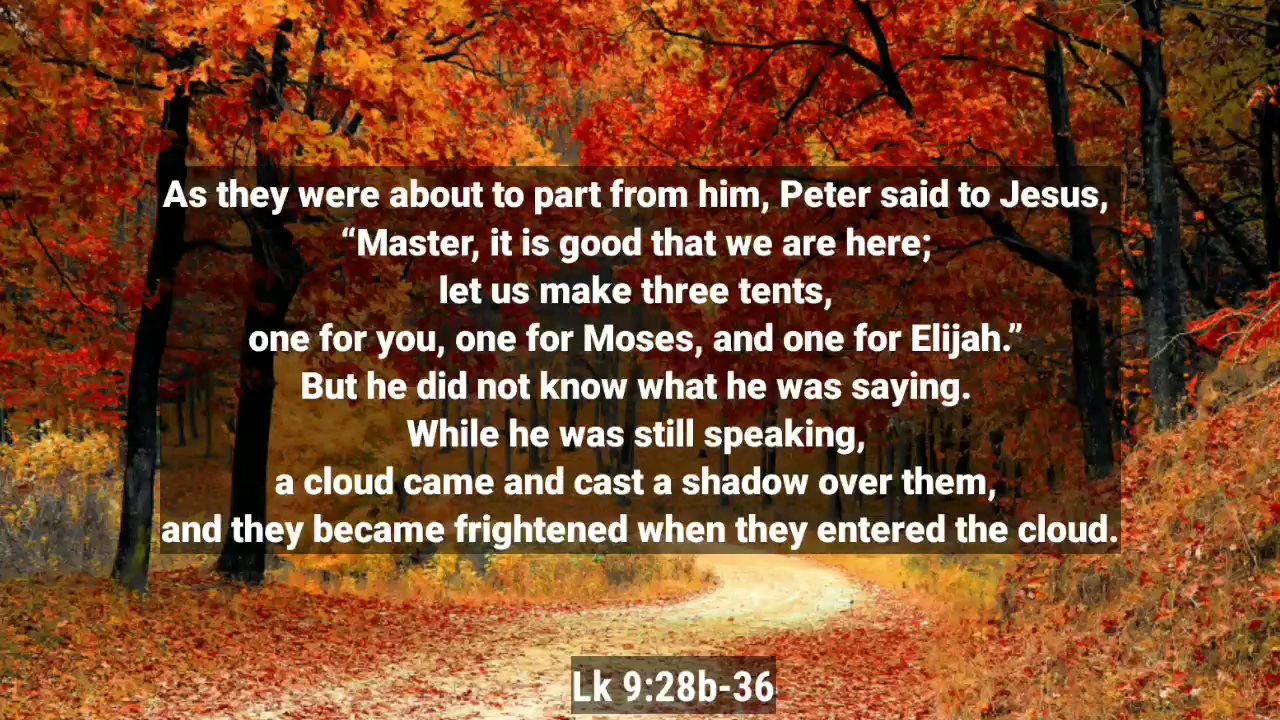 As they were about to part from him, Peter said to Jesus,
“Master, it is good that we are here;
let us make three tents,
one for you, one for Moses, and one for Elijah.”
But he did not know what he was saying.
While he was still speaking,
a cloud came and cast a shadow over them,
and they became frightened when they entered the cloud.
Lk 9:28b-36